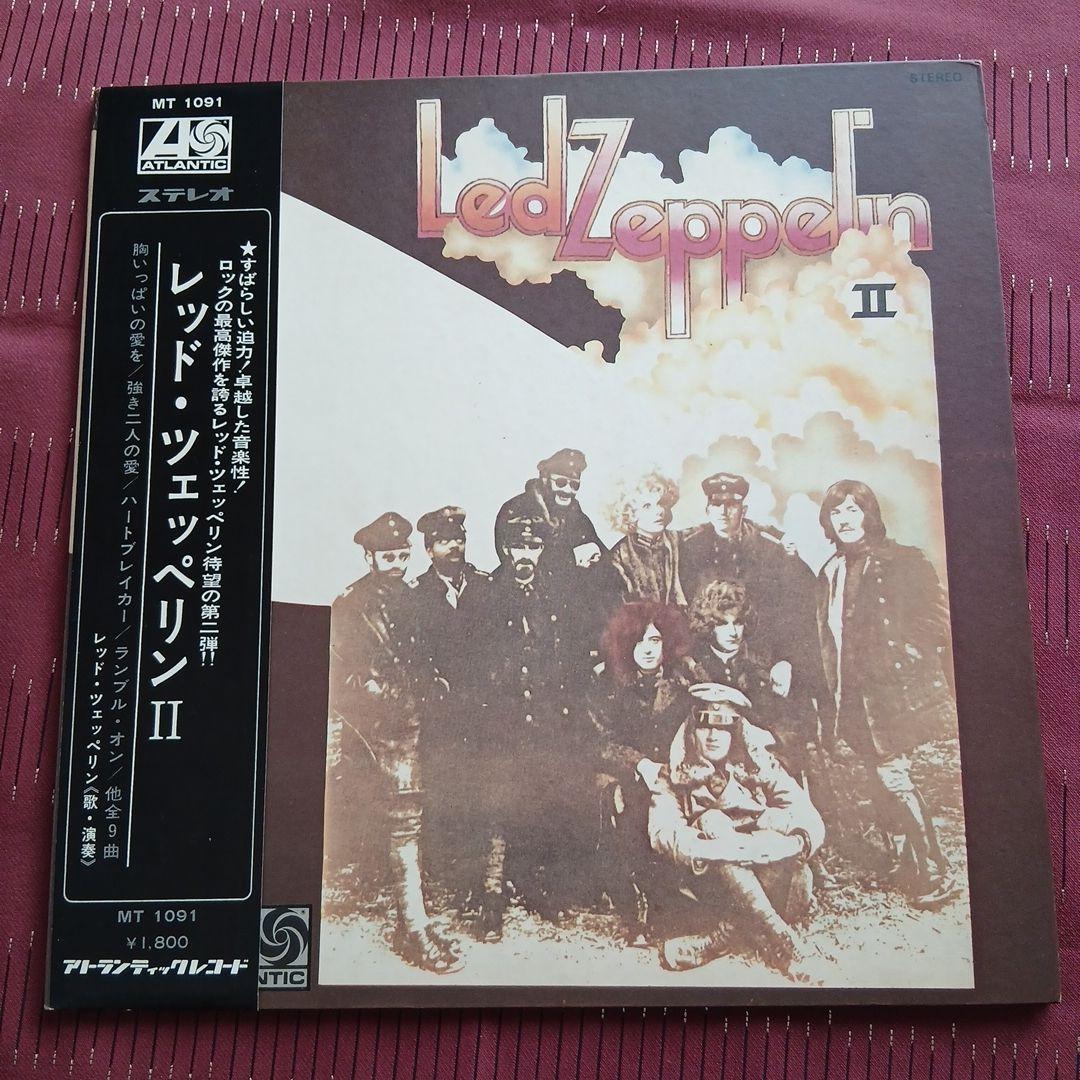 MT 1091
ATLANTIC
ステレオ
★すばらしい迫力!卓越した音楽性!
ロックの最高傑作を誇るレッド・ツェッペリン待望の第二弾!!
レッド・ツェッペリン II
胸いっぱいの愛を/強き二人の愛/ハートブレイカー/ランブル・オン/他全9曲
レッド・ツェッペリン《歌・演奏》
MT 1091
¥1,800
アトランティックレコード
STEREO
Led Zeppelin
II
NTIC